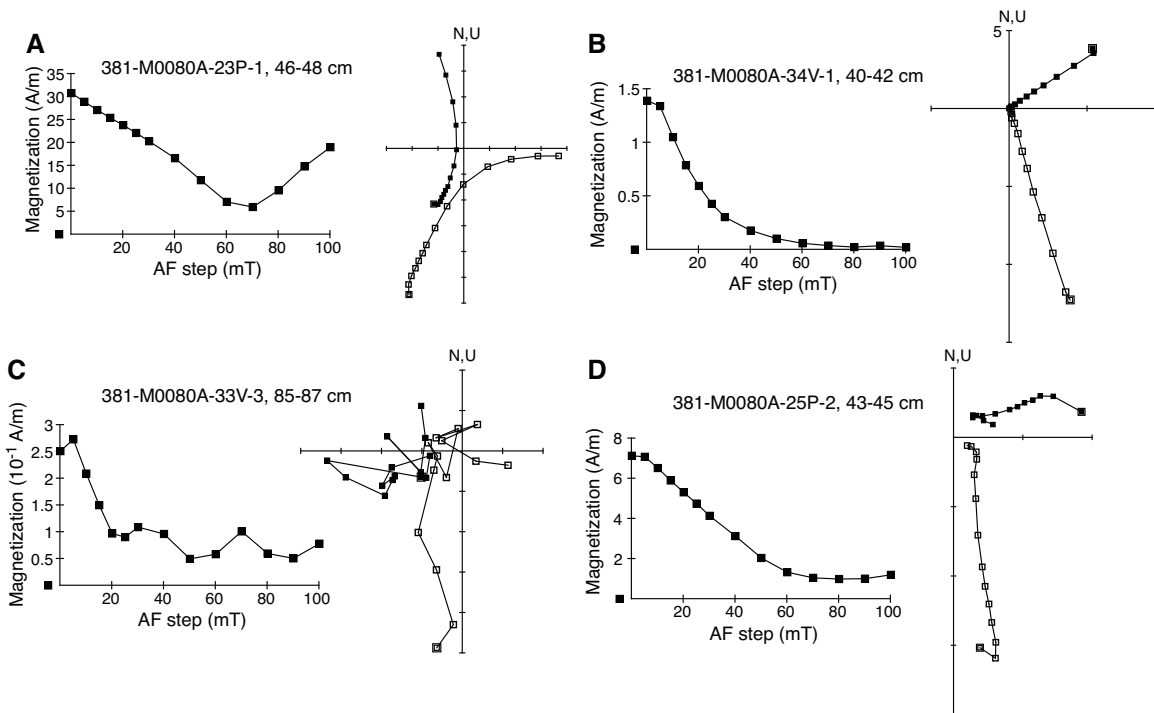 A
N,U
381-M0080A-23P-1, 46-48 cm
Magnetization (A/m)
35
30
25
20
15
10
5
20 40 60 80 100
AF step (mT)
B
N,U
5
381-M0080A-34V-1, 40-42 cm
Magnetization (A/m)
1.5
1
0.5
20 40 60 80 100
AF step (mT)
C
N,U
381-M0080A-33V-3, 85-87 cm
Magnetization (10⁻¹ A/m)
3
2.5
2
1.5
1
0.5
20 40 60 80 100
AF step (mT)
D
N,U
381-M0080A-25P-2, 43-45 cm
Magnetization (A/m)
8
6
4
2
20 40 60 80 100
AF step (mT)